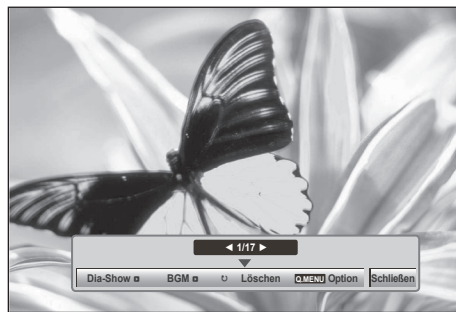 ◀ 1/17 ▶
Dia-Show BGM ↻ Löschen Q.MENU Option Schließen